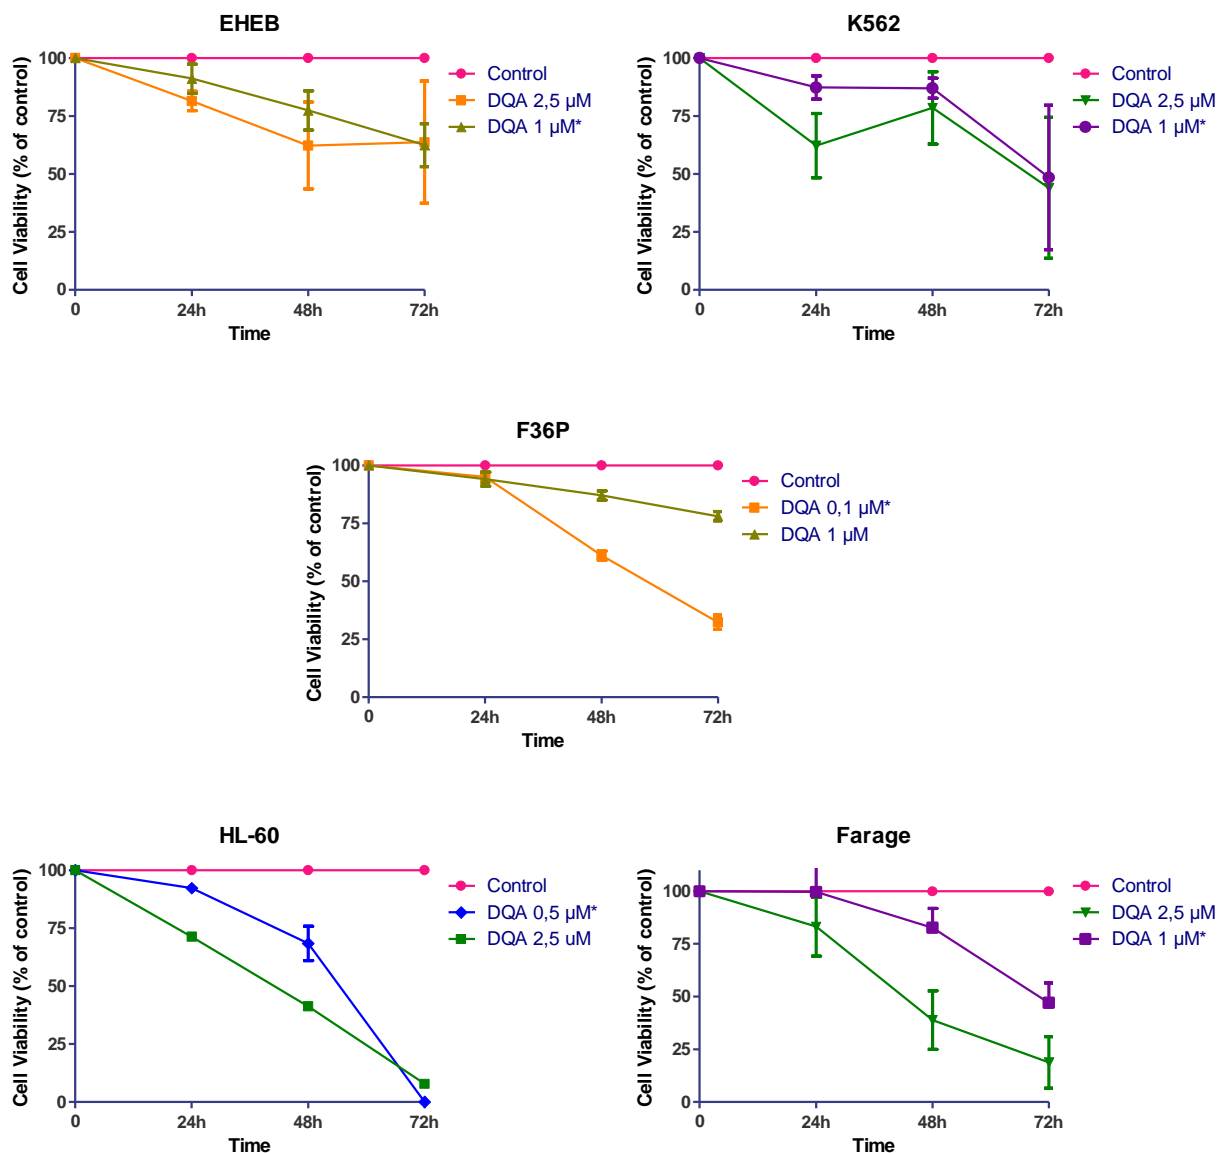 EHEB
Cell Viability (% of control)
100
75
50
25
0
0 24h 48h 72h
Time
Control
DQA 2,5 µM
DQA 1 µM*
K562
Cell Viability (% of control)
100
75
50
25
0
0 24h 48h 72h
Time
Control
DQA 2,5 µM
DQA 1 µM*
F36P
Cell Viability (% of control)
100
75
50
25
0
0 24h 48h 72h
Time
Control
DQA 0,1 µM*
DQA 1 µM
HL-60
Cell Viability (% of control)
100
75
50
25
0
0 24h 48h 72h
Time
Control
DQA 0,5 µM*
DQA 2,5 uM
Farage
Cell Viability (% of control)
100
75
50
25
0
0 24h 48h 72h
Time
Control
DQA 2,5 µM
DQA 1 µM*